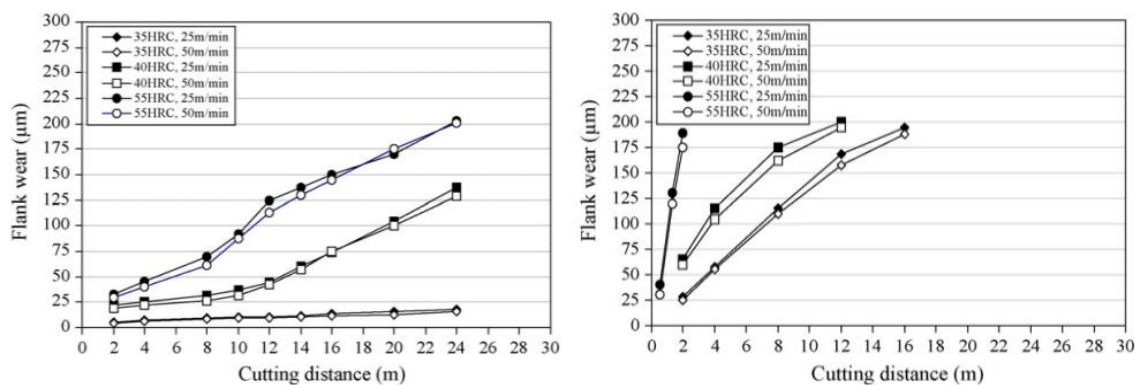 300
275
250
225
200
175
150
125
100
75
50
25
0
Flank wear (µm)
35HRC, 25m/min
35HRC, 50m/min
40HRC, 25m/min
40HRC, 50m/min
55HRC, 25m/min
55HRC, 50m/min
0 2 4 6 8 10 12 14 16 18 20 22 24 26 28 30
Cutting distance (m)
300
275
250
225
200
175
150
125
100
75
50
25
0
Flank wear (µm)
35HRC, 25m/min
35HRC, 50m/min
40HRC, 25m/min
40HRC, 50m/min
55HRC, 25m/min
55HRC, 50m/min
0 2 4 6 8 10 12 14 16 18 20 22 24 26 28 30
Cutting distance (m)